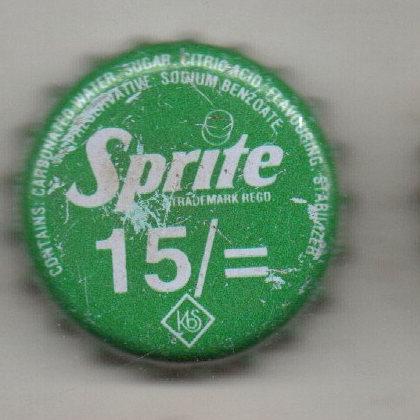 CONTAINS: CARBONATED WATER, SUGAR, CITRIC ACID, FLAVOURING, STABILIZER,
PRESERVATIVE SODIUM BENZOATE
Sprite
TRADEMARK REGD
15/=
KBS